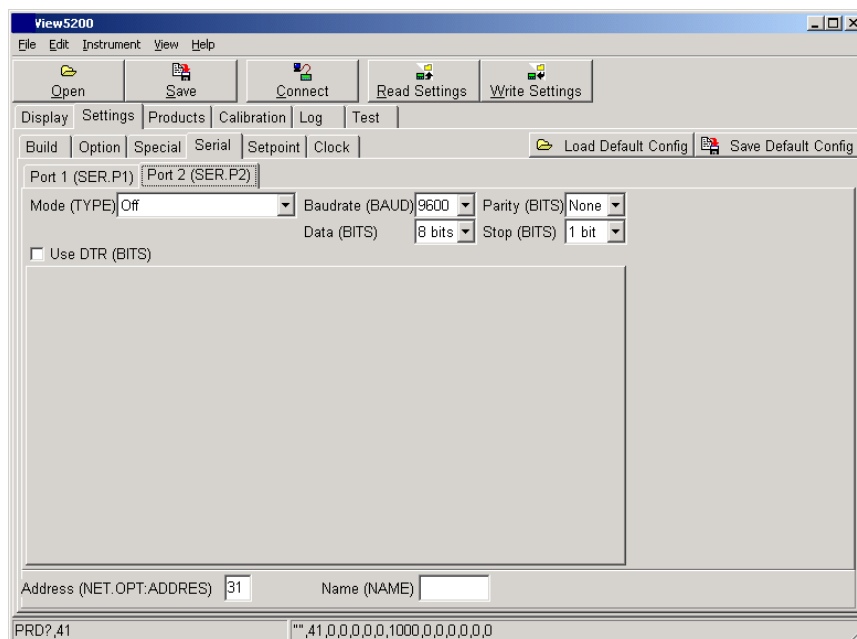 View5200
File Edit Instrument View Help
Open Save Connect Read Settings Write Settings
Display Settings Products Calibration Log Test
Build Option Special Serial Setpoint Clock Load Default Config Save Default Config
Port 1 (SER.P1) Port 2 (SER.P2)
Mode (TYPE) Off Baudrate (BAUD) 9600 Parity (BITS) None
Data (BITS) 8 bits Stop (BITS) 1 bit
Use DTR (BITS)
Address (NET.OPT:ADDRES) 31 Name (NAME)
PRD?,41 "",41,0,0,0,0,0,1000,0,0,0,0,0,0